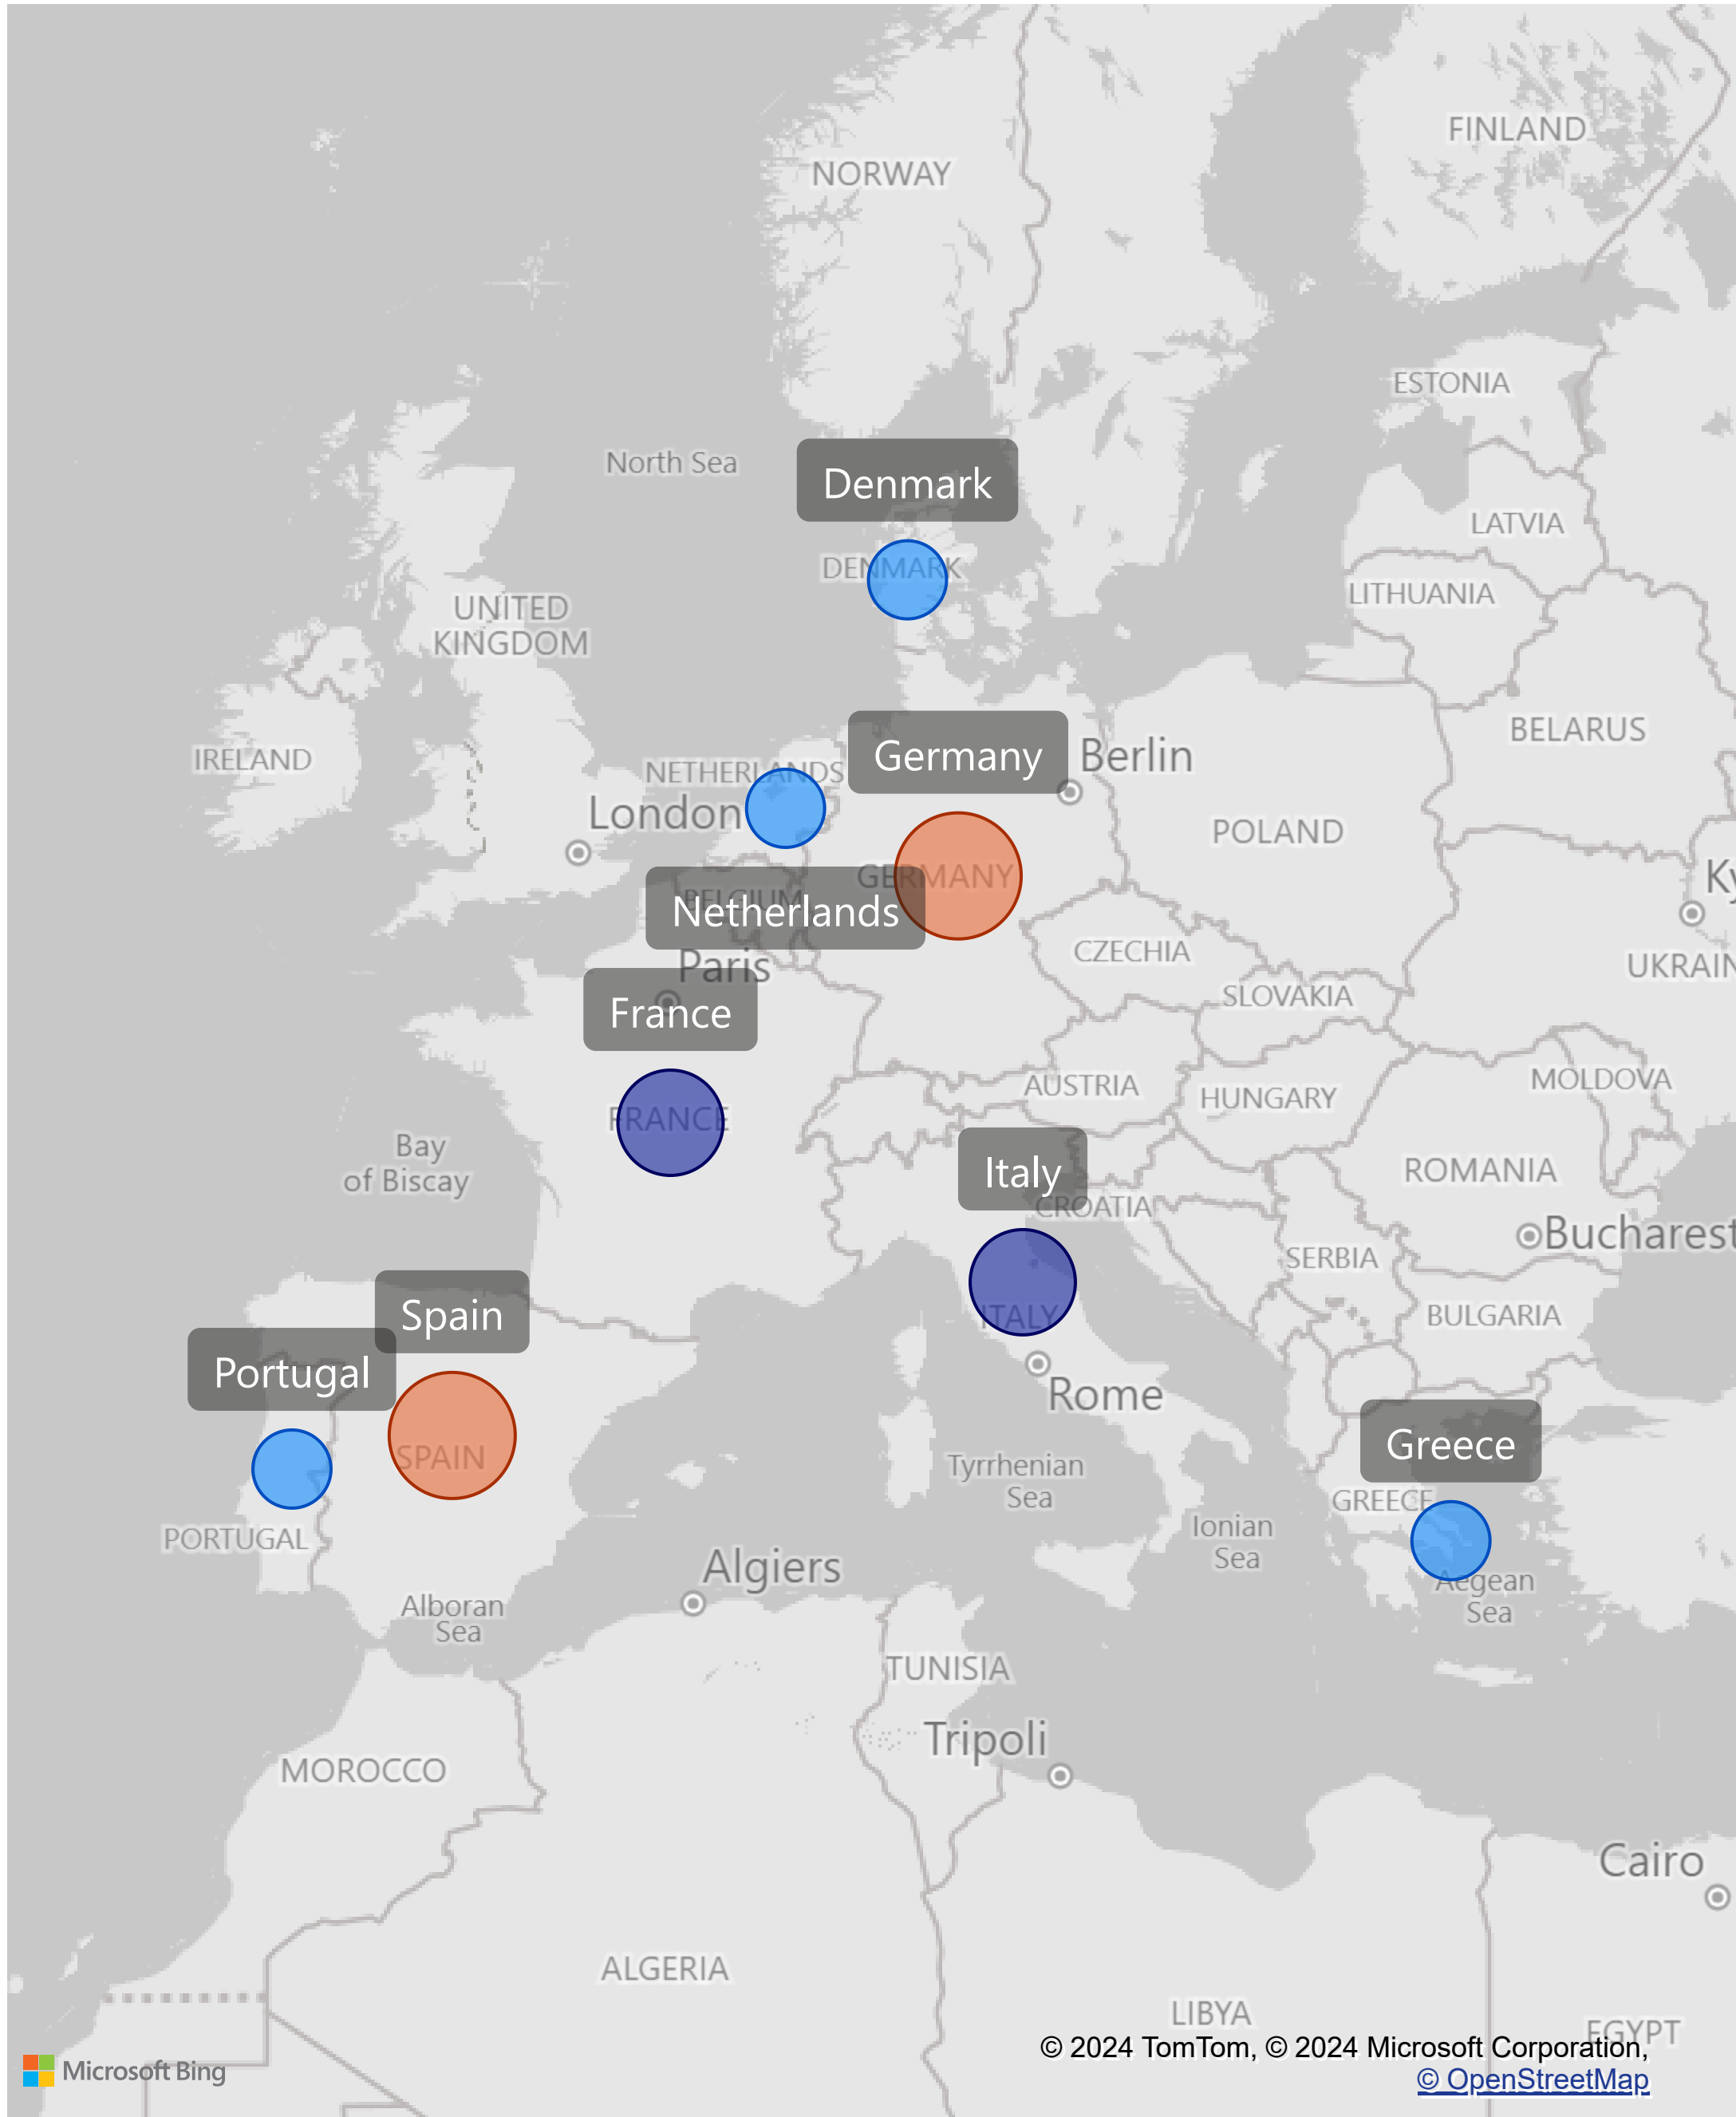 FINLAND
NORWAY
ESTONIA
North Sea
Denmark
LATVIA
DENMARK
LITHUANIA
UNITED
KINGDOM
BELARUS
IRELAND
Germany
Berlin
NETHERLANDS
London
POLAND
GERMANY
BELGIUM
Netherlands
CZECHIA
Paris
UKRAIN
SLOVAKIA
France
MOLDOVA
AUSTRIA
HUNGARY
FRANCE
Bay
of Biscay
Italy
ROMANIA
CROATIA
Bucharest
SERBIA
Spain
ITALY
BULGARIA
Portugal
Rome
Greece
SPAIN
Tyrrhenian
Sea
GREECE
Ionian
Sea
PORTUGAL
Algiers
Aegean
Sea
Alboran
Sea
TUNISIA
Tripoli
MOROCCO
Cairo
ALGERIA
LIBYA
EGYPT
© 2024 TomTom, © 2024 Microsoft Corporation,
© OpenStreetMap
Microsoft Bing